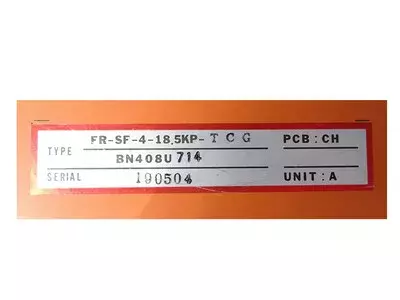 FR-SF-4-18.5KP-TCG PCB:CH
TYPE
BN408U714
SERIAL 190504 UNIT:A